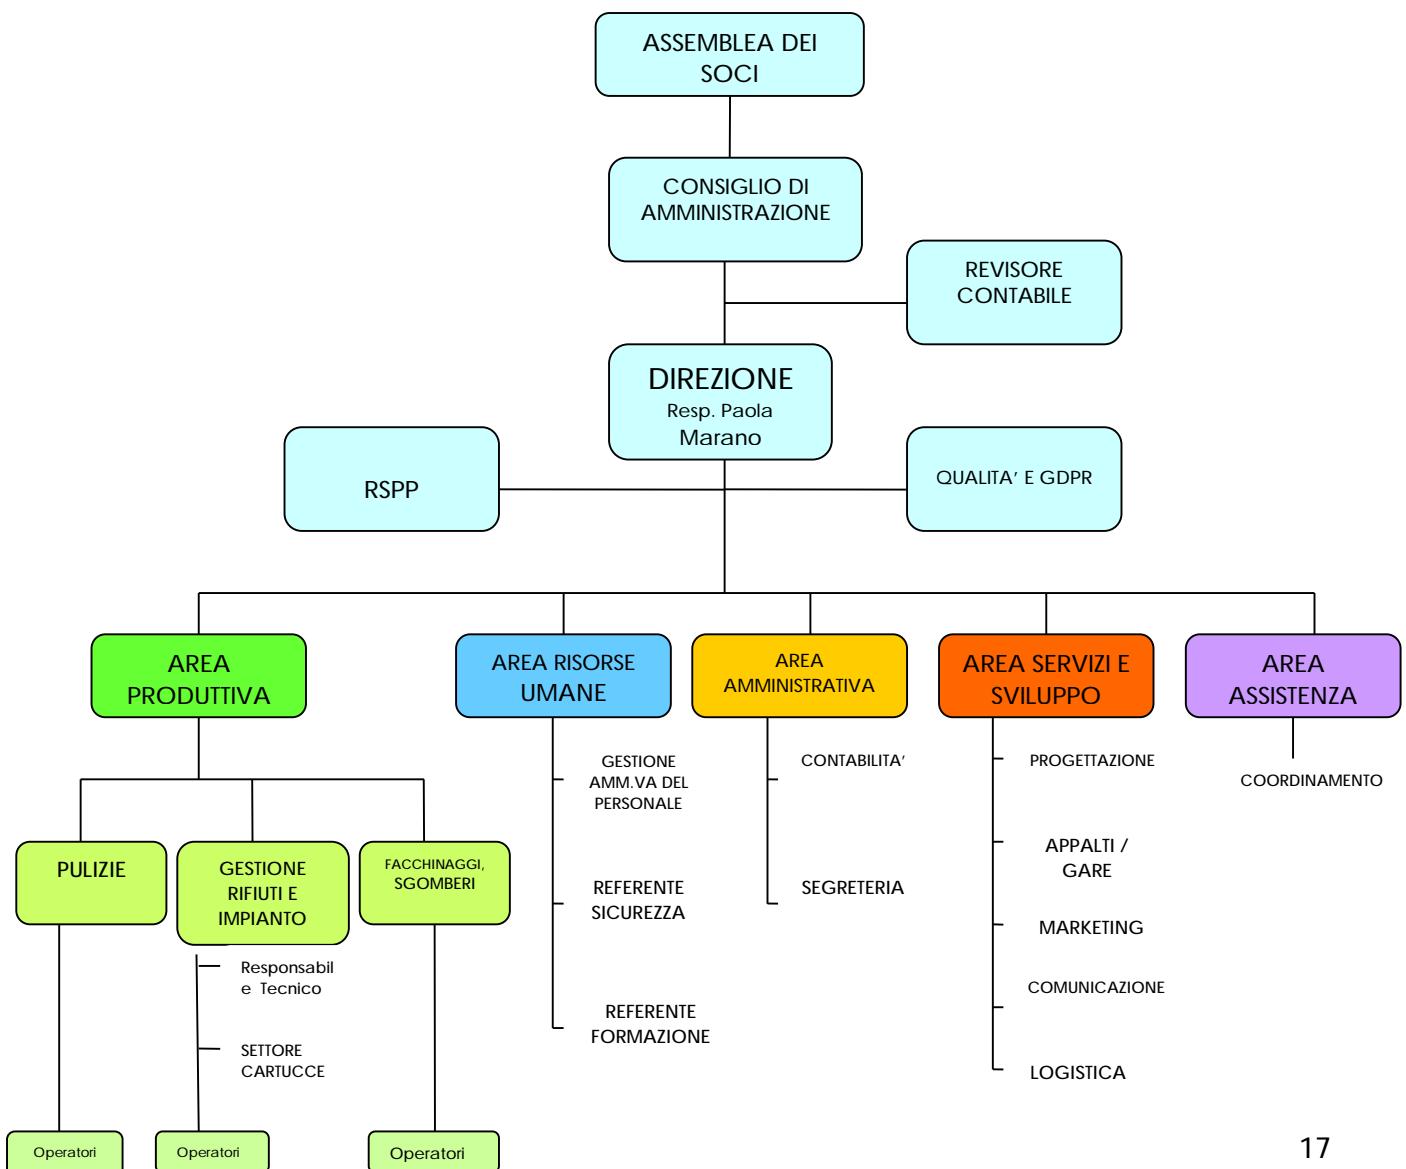 ASSEMBLEA DEI
SOCI
CONSIGLIO DI
AMMINISTRAZIONE
REVISORE
CONTABILE
DIREZIONE
Resp. Paola
Marano
RSPP
QUALITA' E GDPR
AREA
PRODUTTIVA
AREA RISORSE
UMANE
AREA
AMMINISTRATIVA
AREA SERVIZI E
SVILUPPO
AREA
ASSISTENZA
GESTIONE
AMM.VA DEL
PERSONALE
REFERENTE
SICUREZZA
REFERENTE
FORMAZIONE
CONTABILITA'
SEGRETERIA
PROGETTAZIONE
APPALTI /
GARE
MARKETING
COMUNICAZIONE
LOGISTICA
COORDINAMENTO
PULIZIE
GESTIONE
RIFIUTI E
IMPIANTO
FACCHINAGGI,
SGOMBERI
Responsabil
e Tecnico
SETTORE
CARTUCCE
Operatori
Operatori
Operatori
17